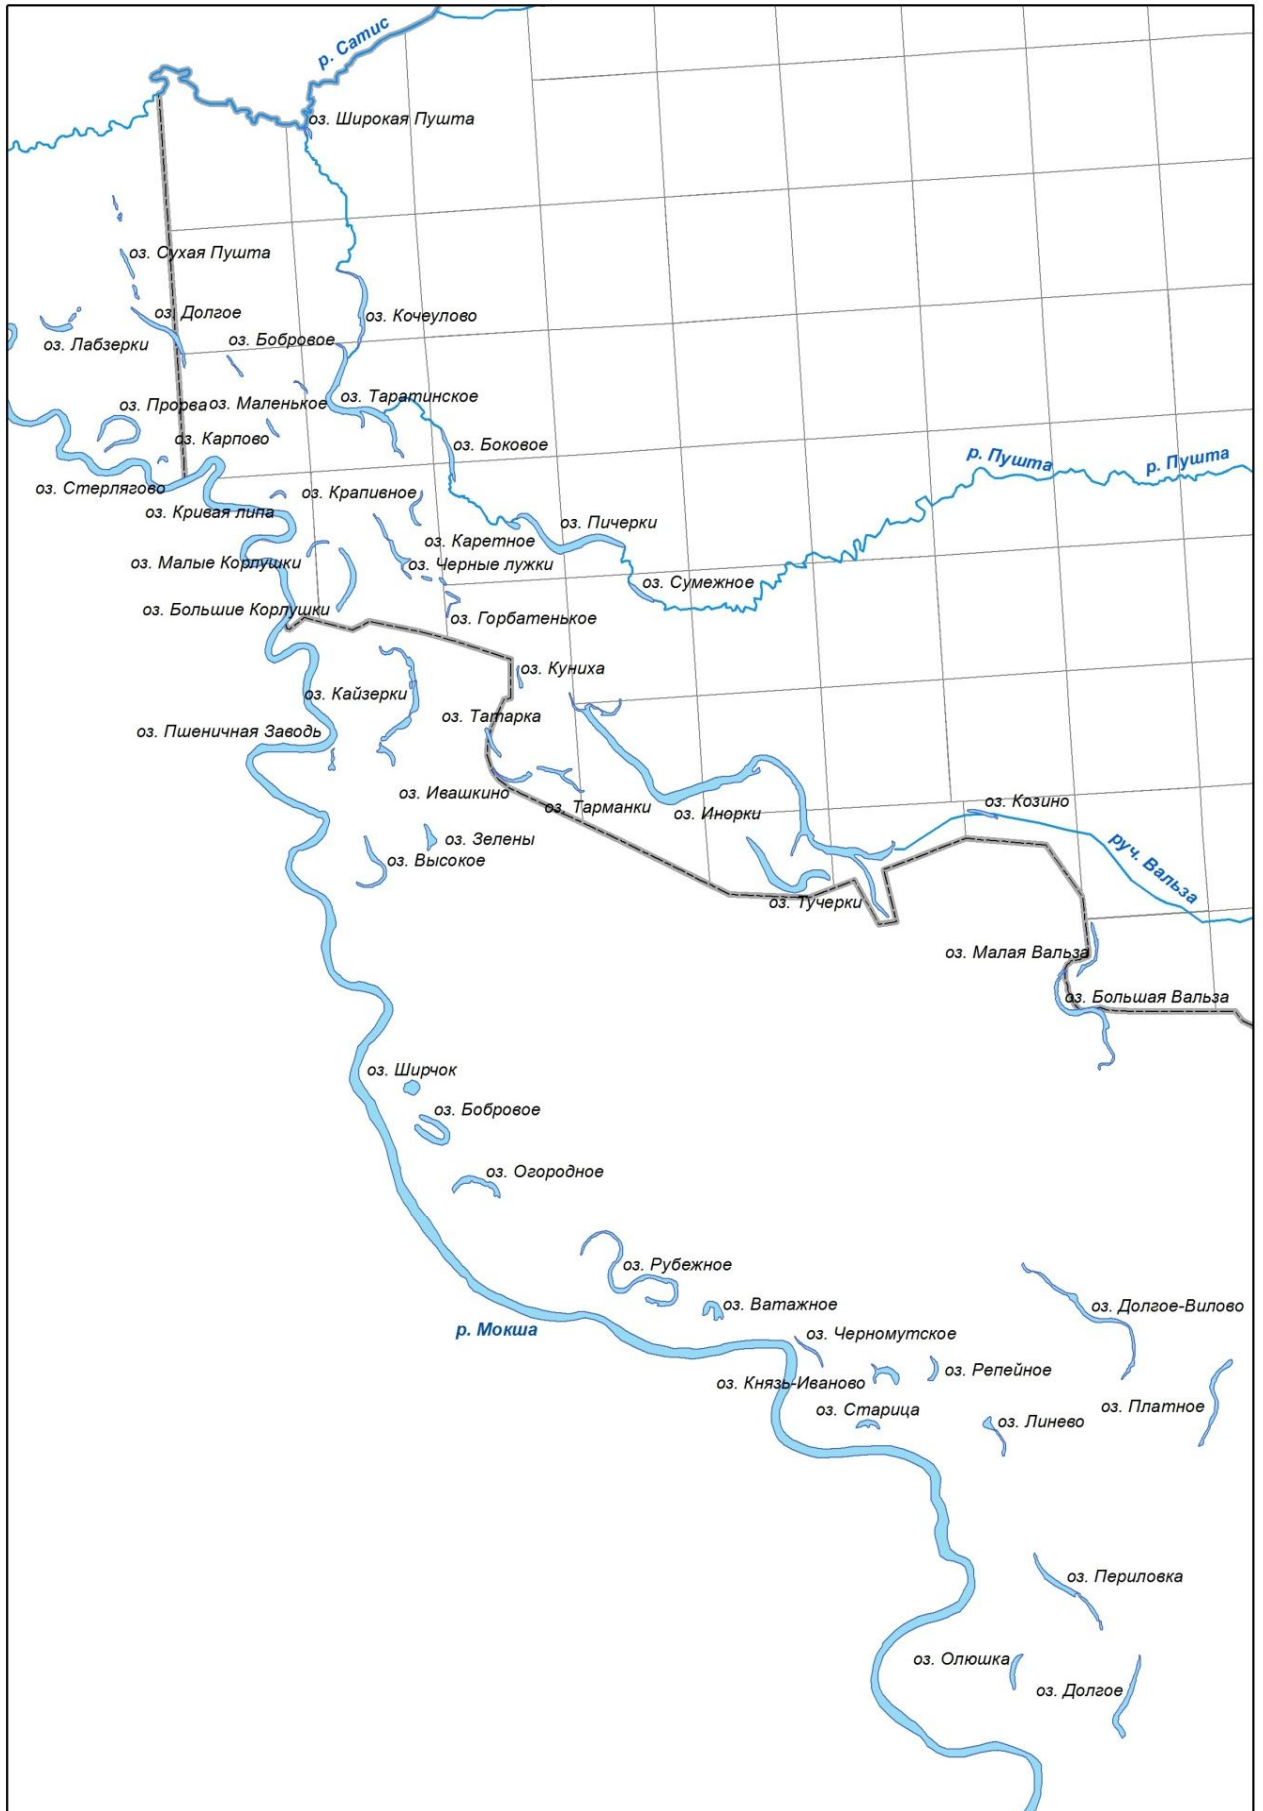 р. Сатис
оз. Широкая Пушта
оз. Сухая Пушта
оз. Долгое
оз. Кочеулово
оз. Лабзерки
оз. Бобровое
оз. Таратинское
оз. Прорва
оз. Маленькое
оз. Карпово
оз. Боковое
р. Пушта
р. Пушта
оз. Стерлягово
оз. Крапивное
оз. Кривая липа
оз. Пичерки
оз. Каретное
оз. Малые Корлушки
оз. Черные лужки
оз. Сумежное
оз. Большие Корлушки
оз. Горбатенькое
оз. Куниха
оз. Кайзерки
оз. Татарка
оз. Пшеничная Заводь
оз. Ивашкино
оз. Тарманки
оз. Инорки
оз. Козино
оз. Зелены
оз. Высокое
руч. Вальза
оз. Тучерки
оз. Малая Вальза
оз. Большая Вальза
оз. Ширчок
оз. Бобровое
оз. Огородное
оз. Рубежное
оз. Ватажное
оз. Долгое-Вилово
р. Мокша
оз. Черномутское
оз. Репейное
оз. Князь-Иваново
оз. Платное
оз. Старица
оз. Линево
оз. Периловка
оз. Олюшка
оз. Долгое